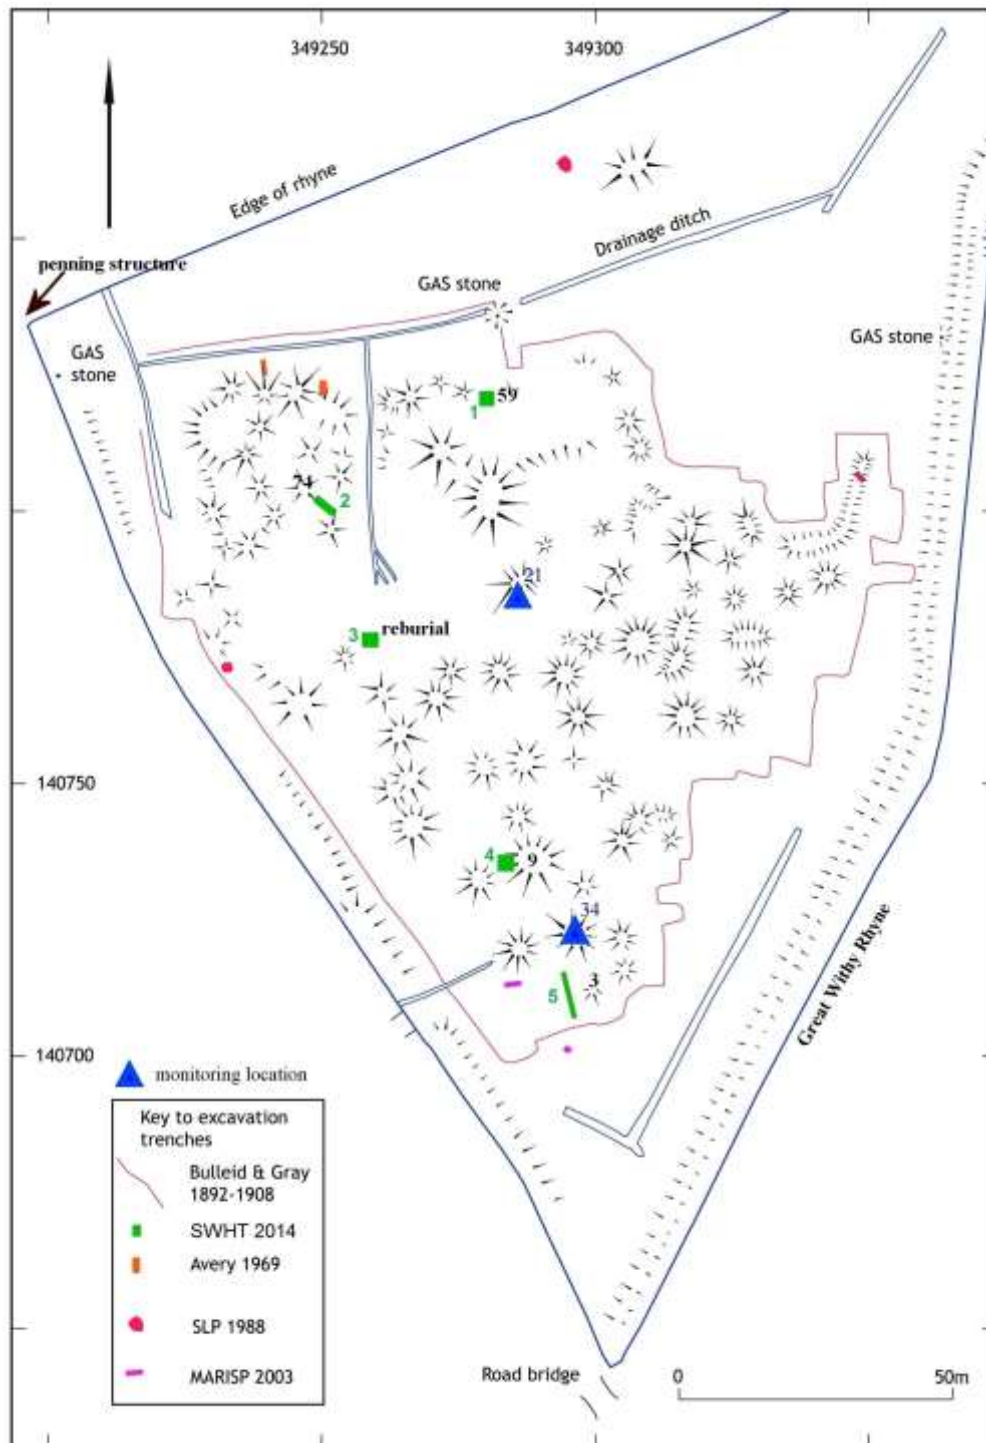 349250
349300
Edge of rhyne
Drainage ditch
penning structure
GAS stone
GAS
stone
GAS stone
59
1
74
2
21
3
reburial
140750
4
9
34
3
5
Great Withy Rhyne
140700
monitoring location
Key to excavation
trenches
Bulleid & Gray
1892-1908
SWHT 2014
Avery 1969
SLP 1988
MARISP 2003
Road bridge
0
50m